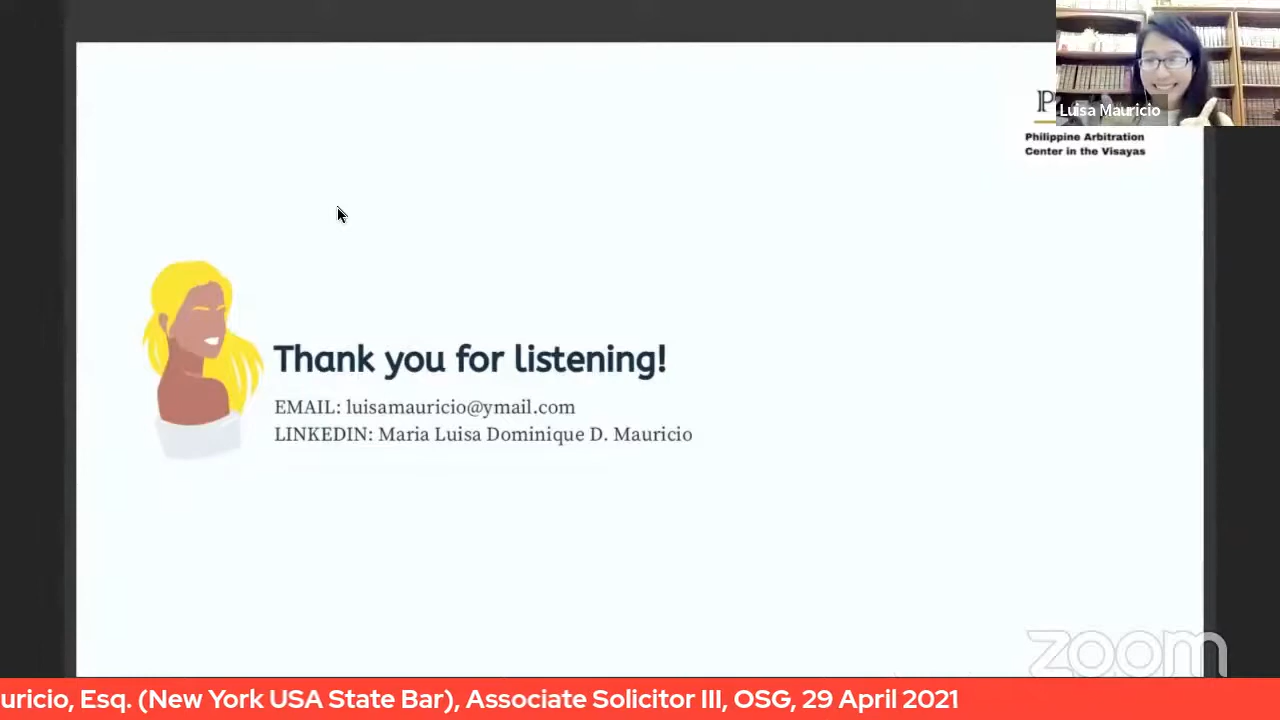 Luisa Mauricio
Philippine Arbitration
Center in the Visayas
Thank you for listening!
EMAIL: luisamauricio@ymail.com
LINKEDIN: Maria Luisa Dominique D. Mauricio
zoom
uricio, Esq. (New York USA State Bar), Associate Solicitor III, OSG, 29 April 2021